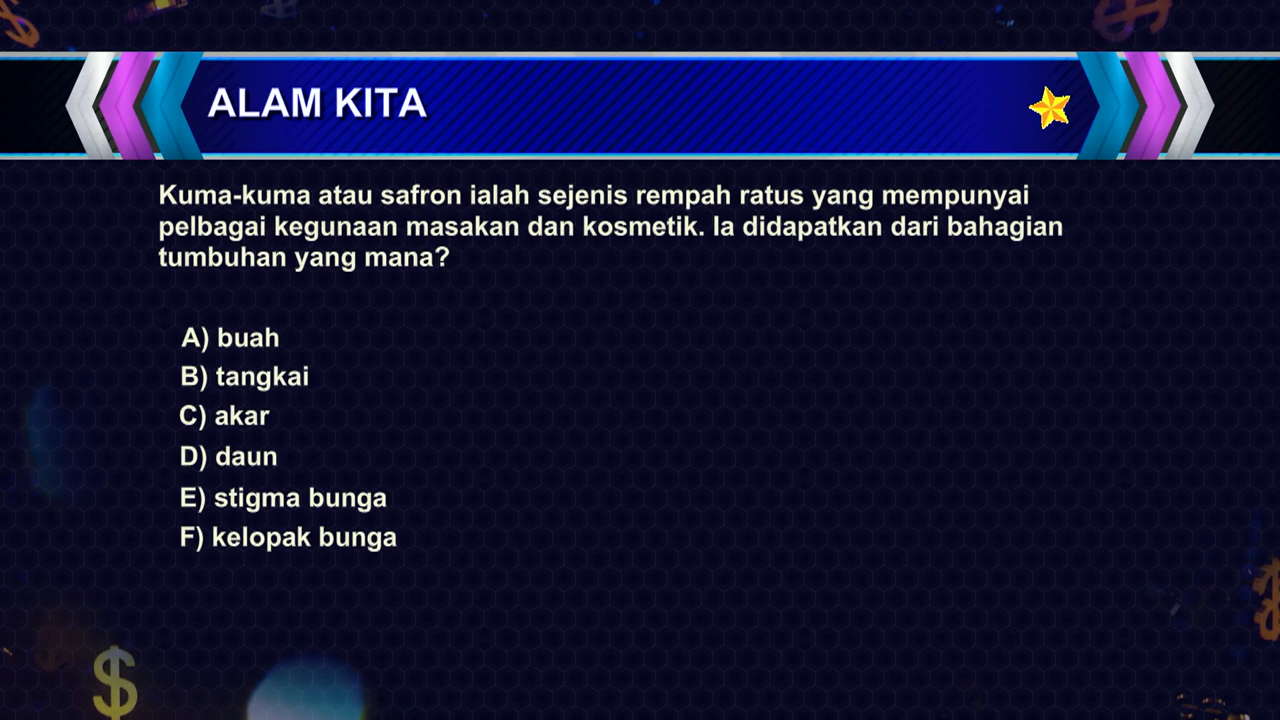 ALAM KITA
Kuma-kuma atau safron ialah sejenis rempah ratus yang mempunyai
pelbagai kegunaan masakan dan kosmetik. Ia didapatkan dari bahagian
tumbuhan yang mana?
A) buah
B) tangkai
C) akar
D) daun
E) stigma bunga
F) kelopak bunga